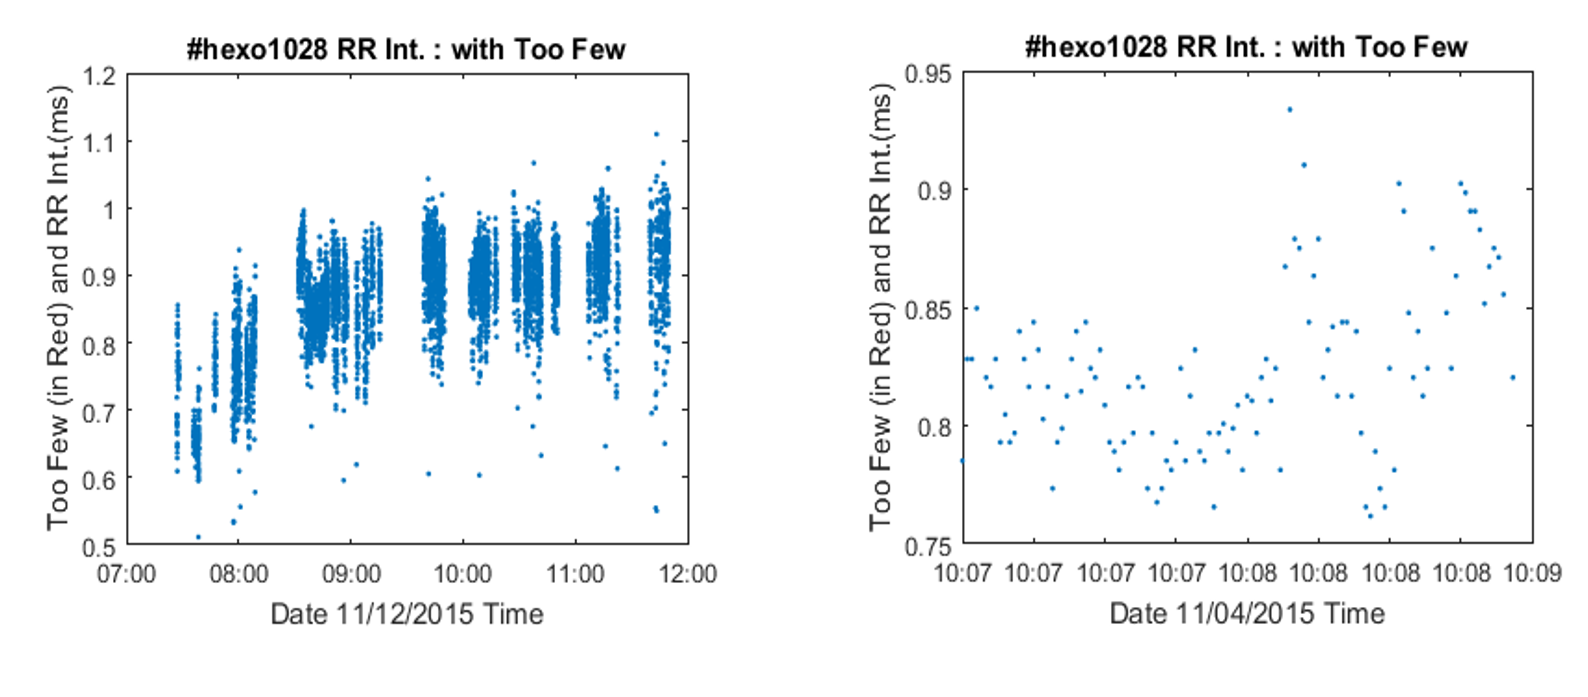 #hexo1028 RR Int. : with Too Few
Too Few (in Red) and RR Int.(ms)
1.2
1.1
1
0.9
0.8
0.7
0.6
0.5
07:00 08:00 09:00 10:00 11:00 12:00
Date 11/12/2015 Time
#hexo1028 RR Int. : with Too Few
Too Few (in Red) and RR Int.(ms)
0.95
0.9
0.85
0.8
0.75
10:07 10:07 10:07 10:07 10:08 10:08 10:08 10:08 10:09
Date 11/04/2015 Time